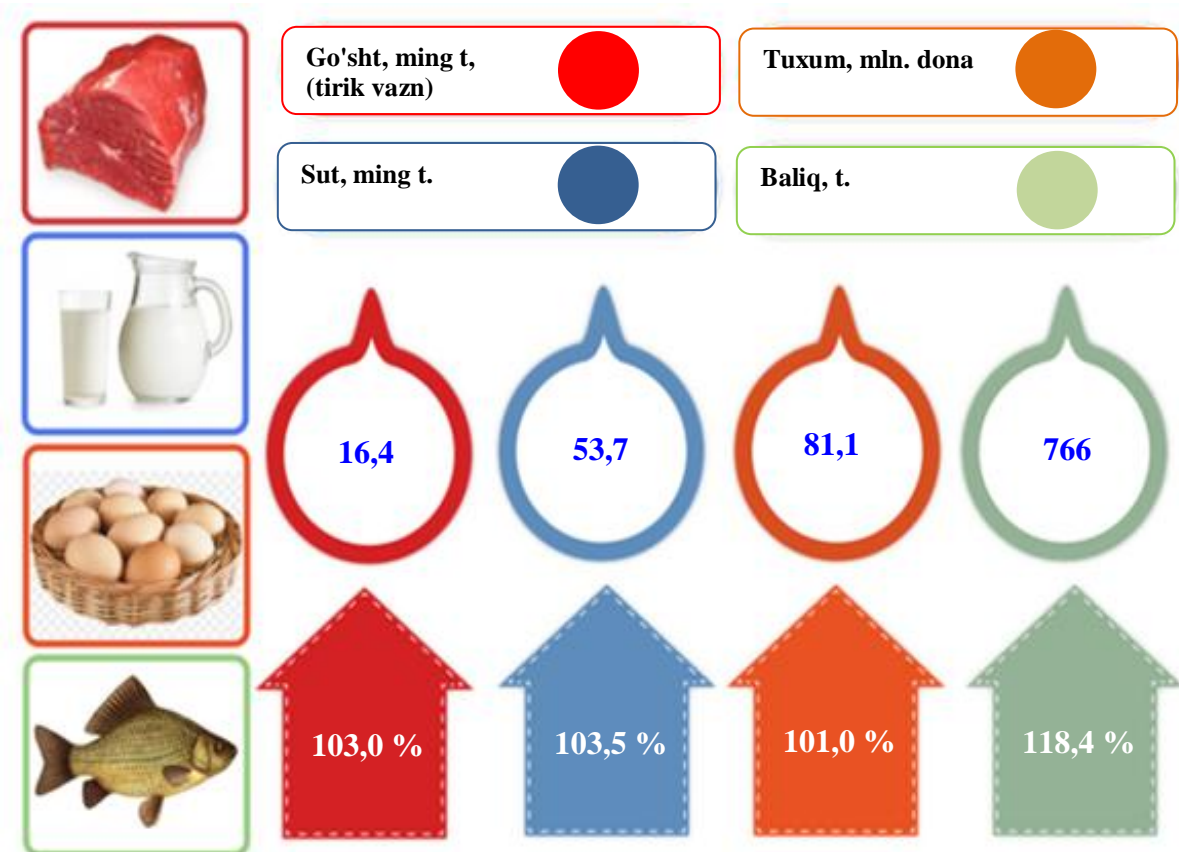 Go'sht, ming t,
(tirik vazn)
Tuxum, mln. dona
Sut, ming t.
Baliq, t.
16,4
53,7
81,1
766
103,0 %
103,5 %
101,0 %
118,4 %